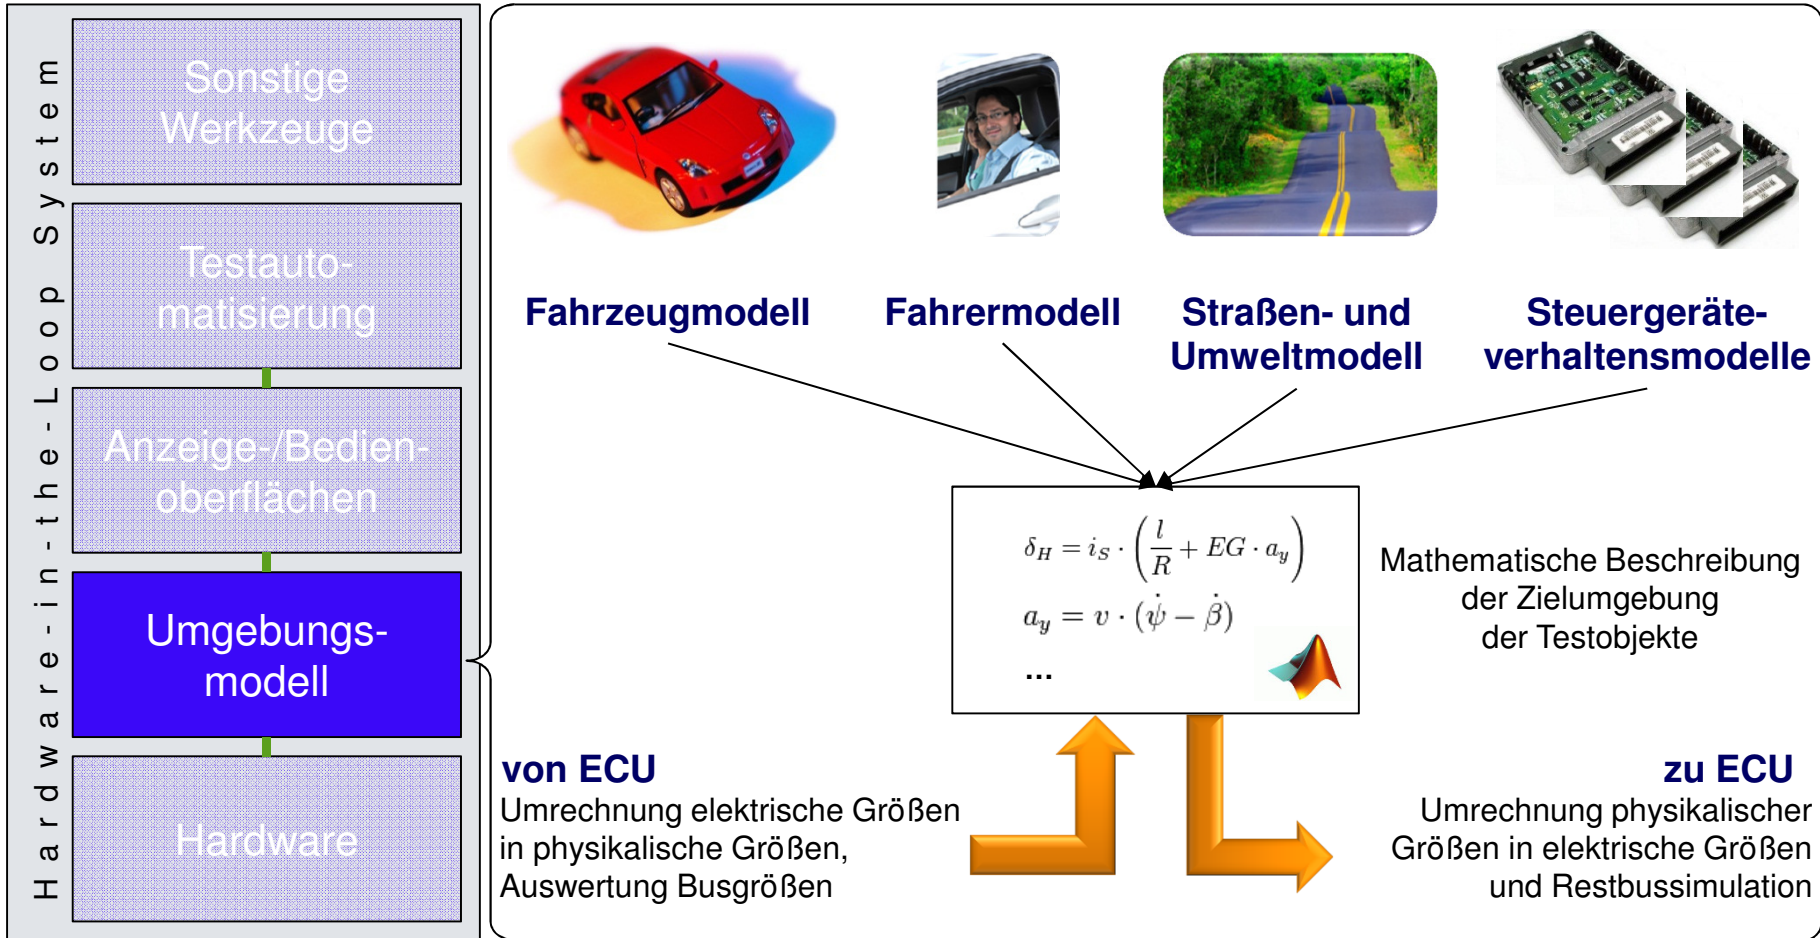 Hardware-in-the-Loop System
Sonstige
Werkzeuge
Testauto-
matisierung
Anzeige-/Bedien-
oberflächen
Umgebungs-
modell
Hardware
Fahrzeugmodell
Fahrermodell
Straßen- und
Umweltmodell
Steuergeräte-
verhaltensmodelle
δ_H = i_S · (l/R + EG · a_y)
a_y = v · (ψ̇ − β̇)
...
Mathematische Beschreibung
der Zielumgebung
der Testobjekte
von ECU
Umrechnung elektrische Größen
in physikalische Größen,
Auswertung Busgrößen
zu ECU
Umrechnung physikalischer
Größen in elektrische Größen
und Restbussimulation